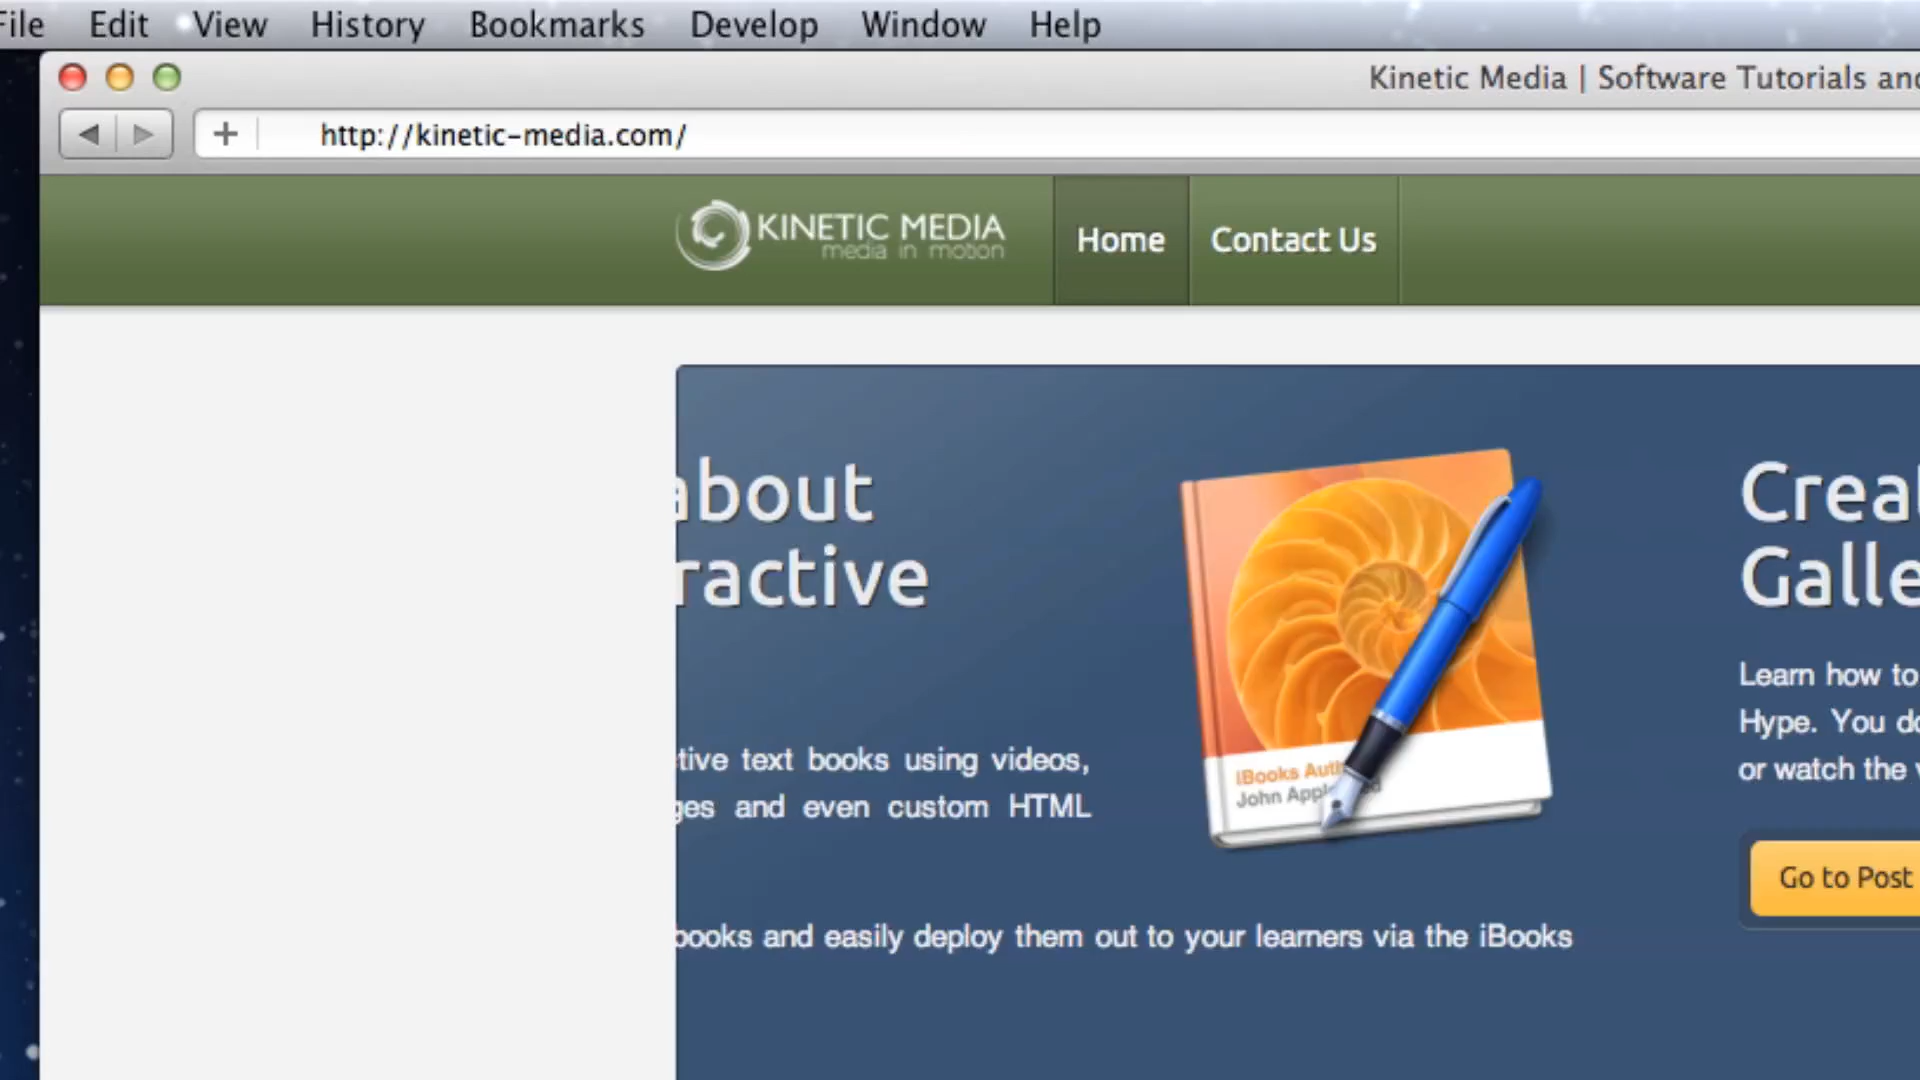 File Edit View History Bookmarks Develop Window Help
Kinetic Media | Software Tutorials and
http://kinetic-media.com/
KINETIC MEDIA
media in motion
Home Contact Us
about
ractive
tive text books using videos,
ges and even custom HTML
books and easily deploy them out to your learners via the iBooks
iBooks Auth
John Appl
Crea
Galle
Learn how to
Hype. You do
or watch the v
Go to Post